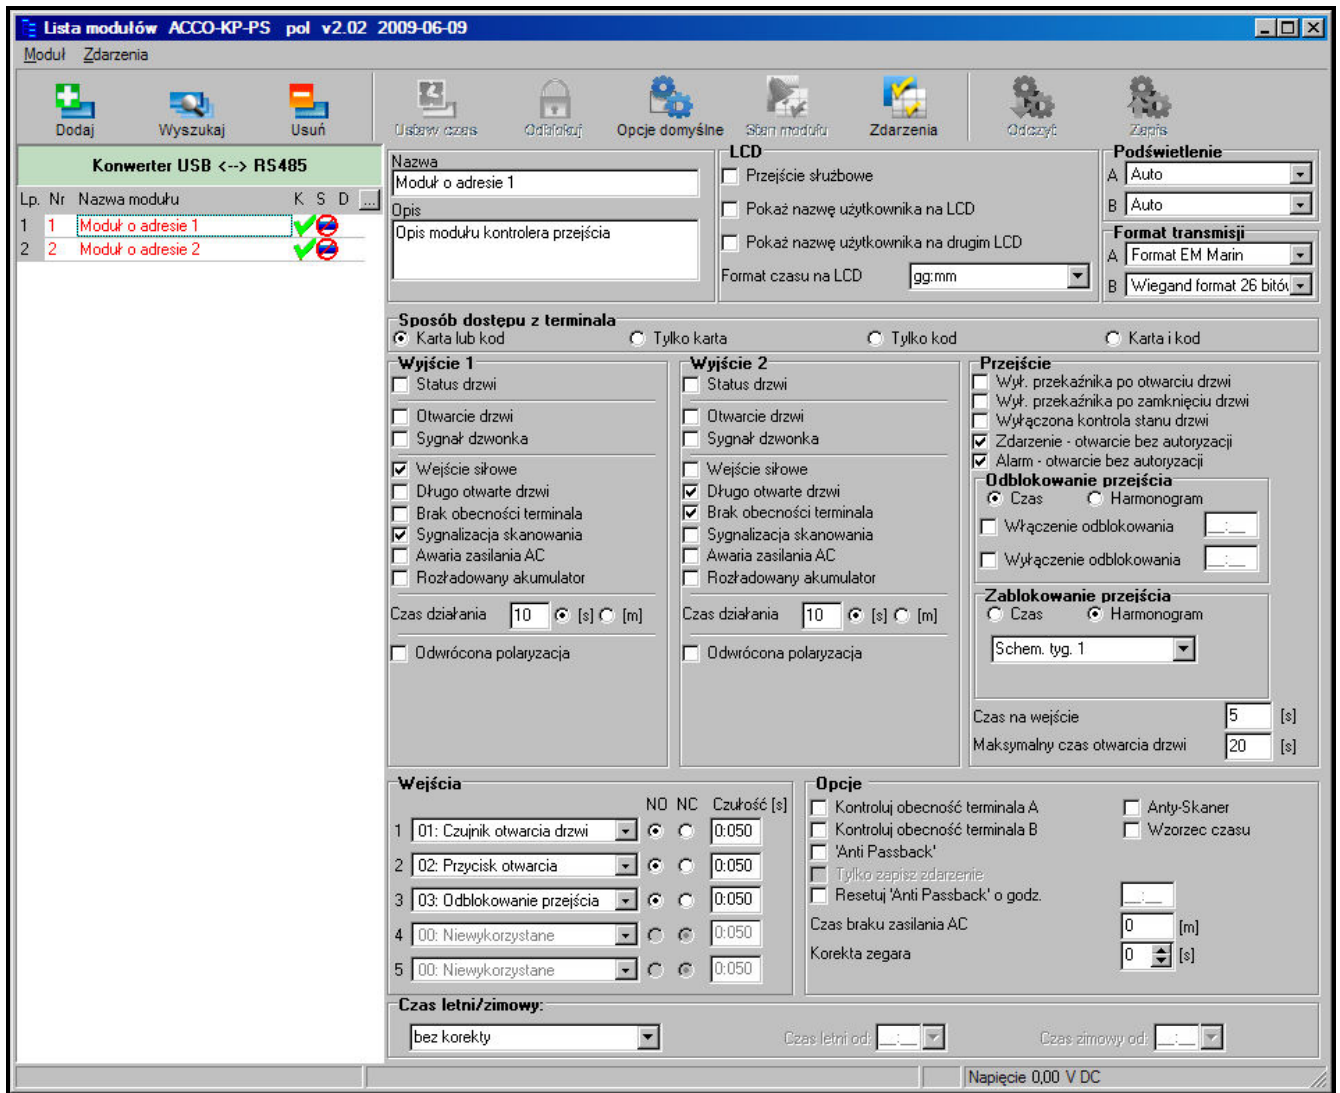 Lista modułów ACCO-KP-PS pol v2.02 2009-06-09
Moduł Zdarzenia
Dodaj Wyszukaj Usuń Ustaw czas Odblokuj Opcje domyślne Stan modułu Zdarzenia Odczyt Zapis
Konwerter USB <--> RS485
Lp. Nr Nazwa modułu K S D ...
1 1 Moduł o adresie 1
2 2 Moduł o adresie 2
Nazwa
Moduł o adresie 1
Opis
Opis modułu kontrolera przejścia
LCD
Przejście służbowe
Pokaż nazwę użytkownika na LCD
Pokaż nazwę użytkownika na drugim LCD
Format czasu na LCD gg:mm
Podświetlenie
A Auto
B Auto
Format transmisji
A Format EM Marin
B Wiegand format 26 bitów
Sposób dostępu z terminala
Karta lub kod Tylko karta Tylko kod Karta i kod
Wyjście 1
Status drzwi
Otwarcie drzwi
Sygnał dzwonka
Wejście siłowe
Długo otwarte drzwi
Brak obecności terminala
Sygnalizacja skanowania
Awaria zasilania AC
Rozładowany akumulator
Czas działania 10 [s] [m]
Odwrócona polaryzacja
Wyjście 2
Status drzwi
Otwarcie drzwi
Sygnał dzwonka
Wejście siłowe
Długo otwarte drzwi
Brak obecności terminala
Sygnalizacja skanowania
Awaria zasilania AC
Rozładowany akumulator
Czas działania 10 [s] [m]
Odwrócona polaryzacja
Przejście
Wył. przekaźnika po otwarciu drzwi
Wył. przekaźnika po zamknięciu drzwi
Wyłączona kontrola stanu drzwi
Zdarzenie - otwarcie bez autoryzacji
Alarm - otwarcie bez autoryzacji
Odblokowanie przejścia
Czas Harmonogram
Włączenie odblokowania __:__
Wyłączenie odblokowania __:__
Zablokowanie przejścia
Czas Harmonogram
Schem. tyg. 1
Czas na wejście 5 [s]
Maksymalny czas otwarcia drzwi 20 [s]
Wejścia
NO NC Czułość [s]
1 01: Czujnik otwarcia drzwi 0:050
2 02: Przycisk otwarcia 0:050
3 03: Odblokowanie przejścia 0:050
4 00: Niewykorzystane 0:050
5 00: Niewykorzystane 0:050
Opcje
Kontroluj obecność terminala A Anty-Skaner
Kontroluj obecność terminala B Wzorzec czasu
'Anti Passback'
Tylko zapisz zdarzenie
Resetuj 'Anti Passback' o godz. __:__
Czas braku zasilania AC 0 [m]
Korekta zegara 0 [s]
Czas letni/zimowy:
bez korekty Czas letni od: __:__ Czas zimowy od: __:__
Napięcie 0,00 V DC